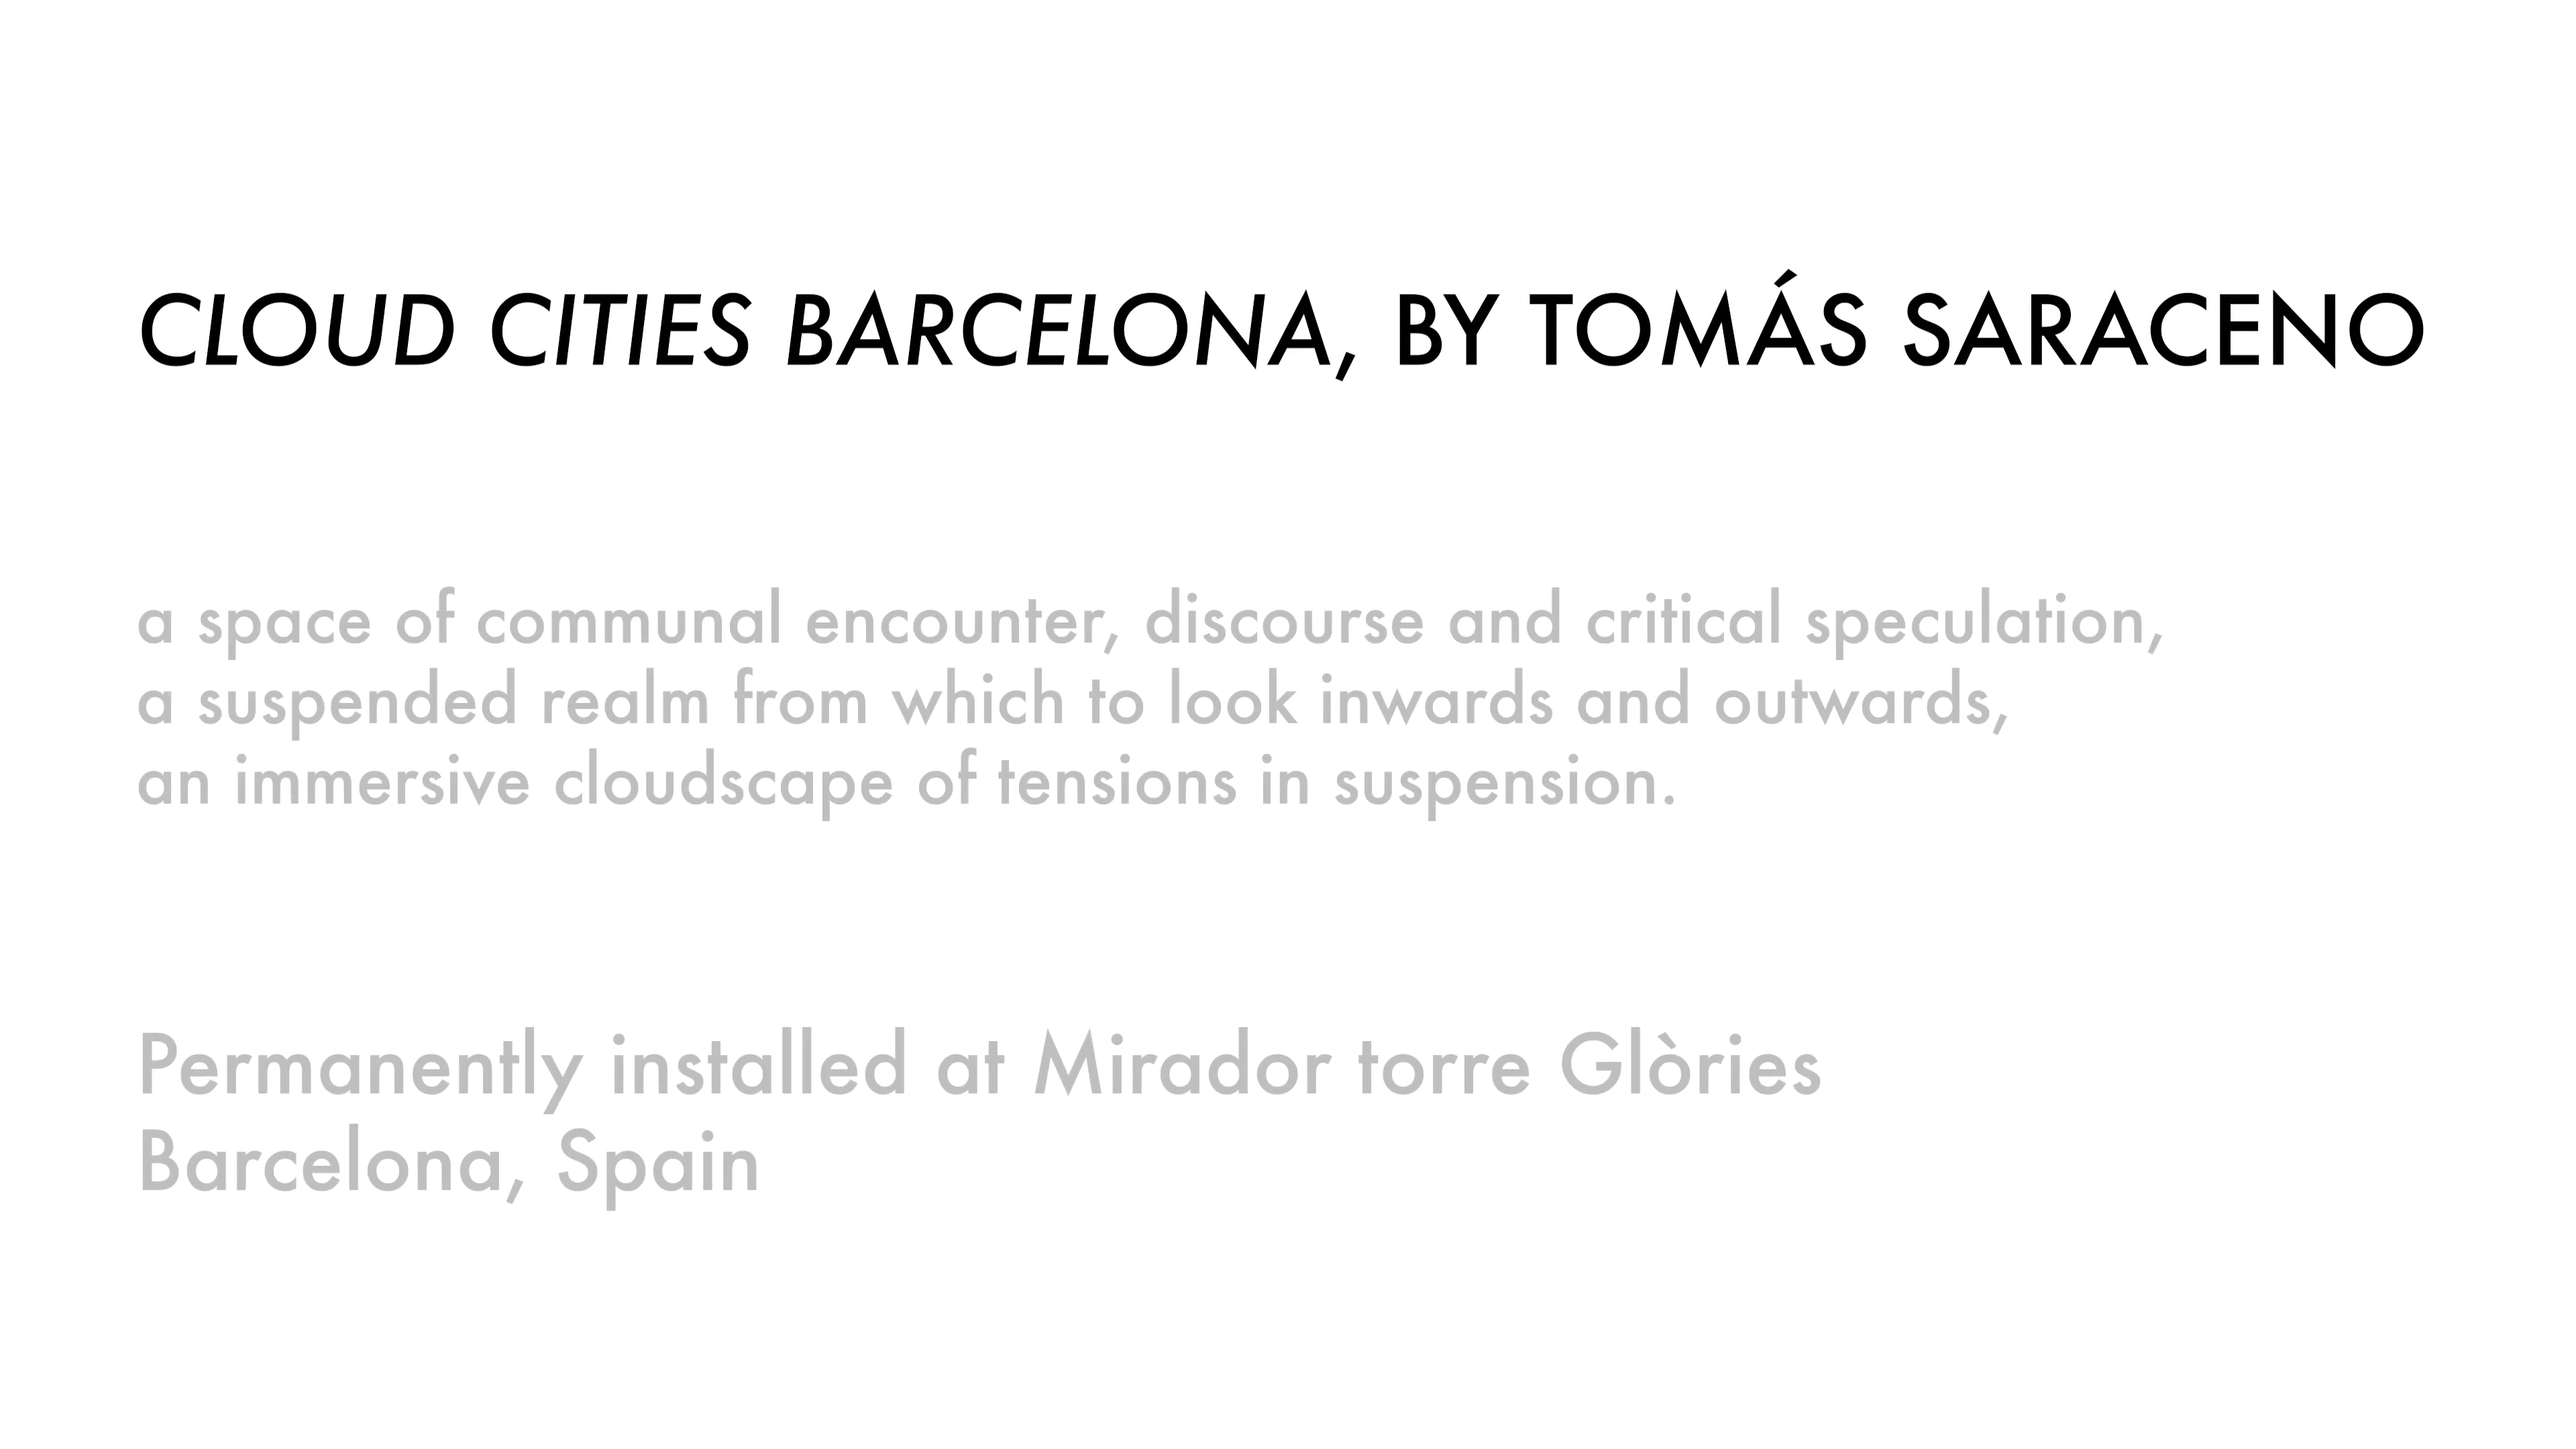 CLOUD CITIES BARCELONA, BY TOMÁS SARACENO
a space of communal encounter, discourse and critical speculation,
a suspended realm from which to look inwards and outwards,
an immersive cloudscape of tensions in suspension.
Permanently installed at Mirador torre Glòries
Barcelona, Spain